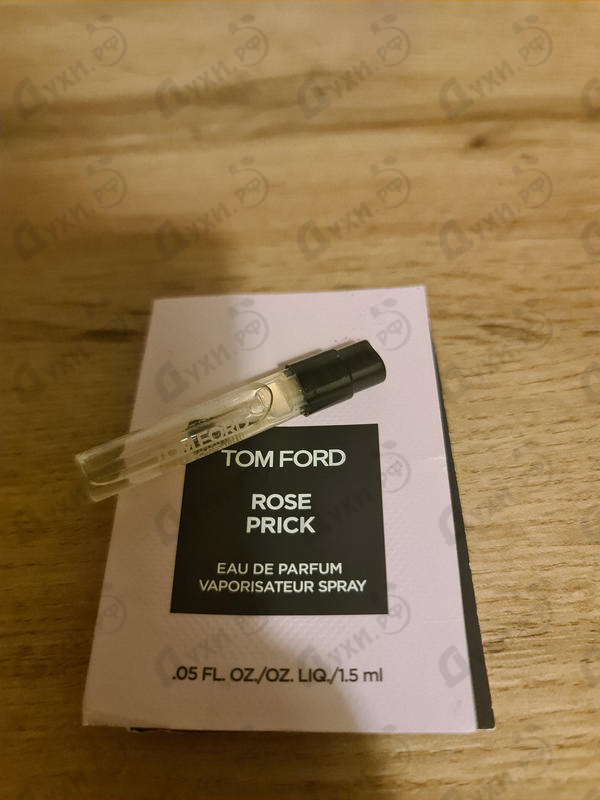 TOM FORD
ROSE
PRICK
EAU DE PARFUM
VAPORISATEUR SPRAY
.05 FL. OZ./OZ. LIQ./1.5 ml
Духи.рф